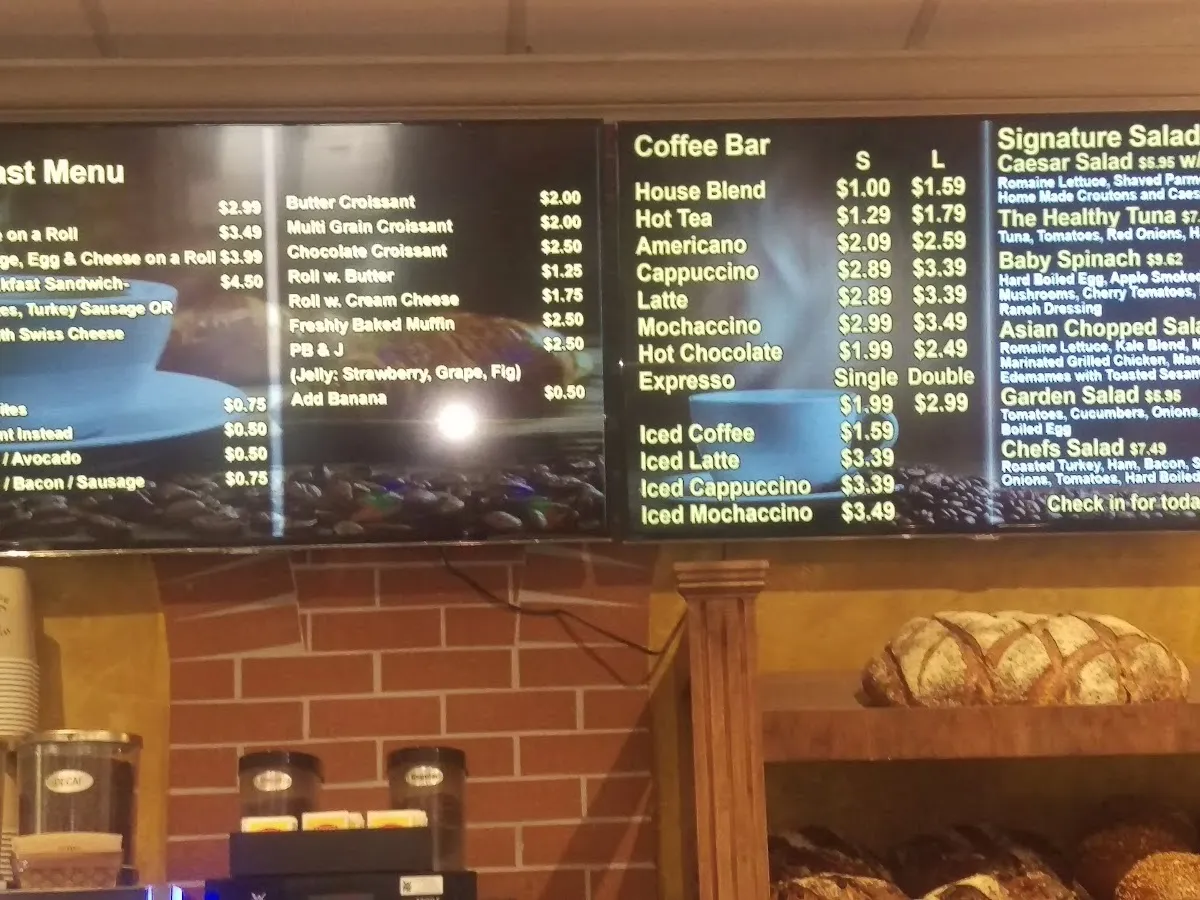 ast Menu
$2.99
e on a Roll $3.49
ge, Egg & Cheese on a Roll $3.99
kfast Sandwich- $4.50
es, Turkey Sausage OR
th Swiss Cheese
ites $0.75
nt Instead $0.50
/ Avocado $0.50
/ Bacon / Sausage $0.75
Butter Croissant $2.00
Multi Grain Croissant $2.00
Chocolate Croissant $2.50
Roll w. Butter $1.25
Roll w. Cream Cheese $1.75
Freshly Baked Muffin $2.50
PB & J $2.50
(Jelly: Strawberry, Grape, Fig)
Add Banana $0.50
Coffee Bar
S L
House Blend $1.00 $1.59
Hot Tea $1.29 $1.79
Americano $2.09 $2.59
Cappuccino $2.89 $3.39
Latte $2.89 $3.39
Mochaccino $2.99 $3.49
Hot Chocolate $1.99 $2.49
Expresso Single Double
$1.99 $2.99
Iced Coffee $1.59
Iced Latte $3.39
Iced Cappuccino $3.39
Iced Mochaccino $3.49
Signature Salad
Caesar Salad $5.95 w/
Romaine Lettuce, Shaved Parm
Home Made Croutons and Caes
The Healthy Tuna $7.
Tuna, Tomatoes, Red Onions, H
Baby Spinach $9.62
Hard Boiled Egg, Apple Smoke
Mushrooms, Cherry Tomatoes,
Ranch Dressing
Asian Chopped Sala
Romaine Lettuce, Kale Blend, M
Marinated Grilled Chicken, Man
Edemames with Toasted Sesam
Garden Salad $5.95
Tomatoes, Cucumbers, Onions
Boiled Egg
Chefs Salad $7.49
Roasted Turkey, Ham, Bacon, S
Onions, Tomatoes, Hard Boiled
Check in for toda
DECAF